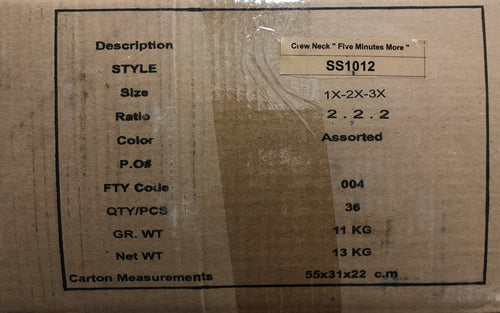 Description Crew Neck " Five Minutes More "
STYLE SS1012
Size 1X-2X-3X
Ratio 2 . 2 . 2
Color Assorted
P.O#
FTY Code 004
QTY/PCS 36
GR. WT 11 KG
Net WT 13 KG
Carton Measurements 55x31x22 c.m